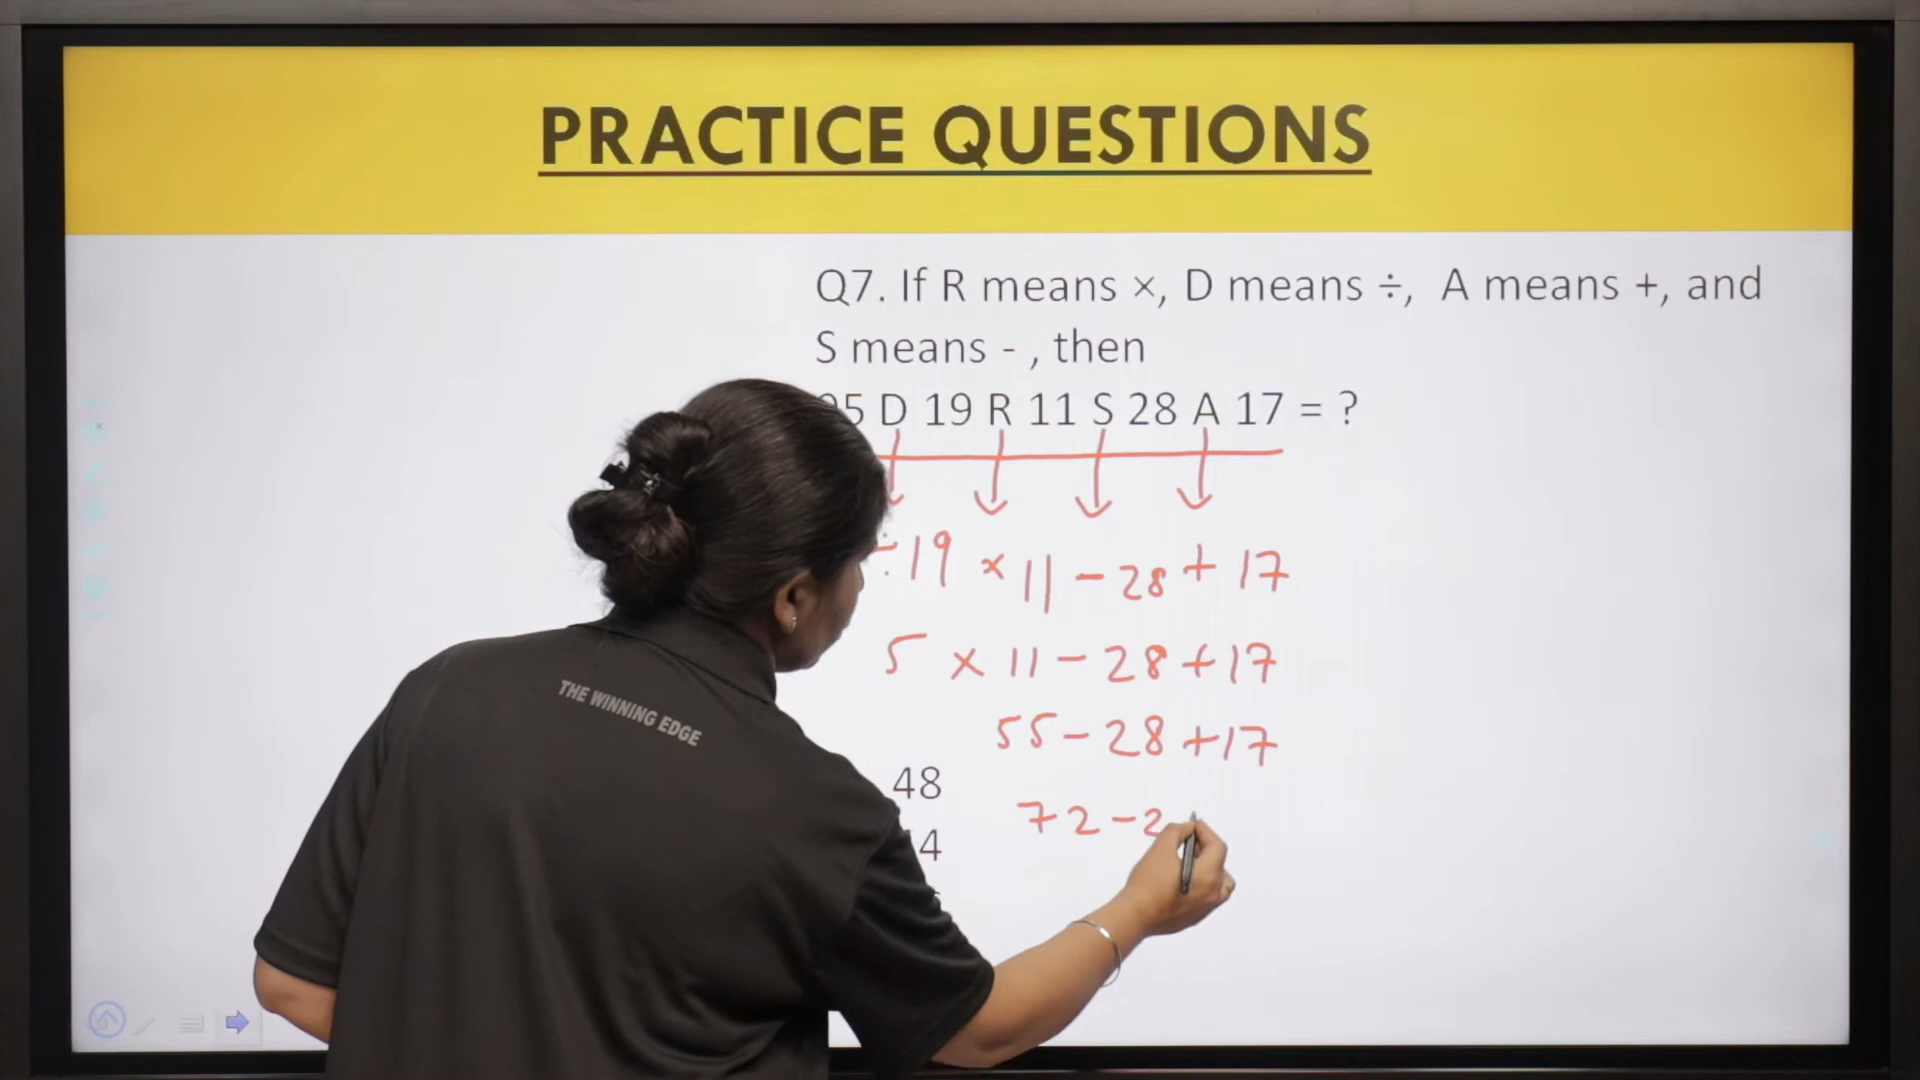 PRACTICE QUESTIONS
Q7. If R means ×, D means ÷, A means +, and
S means - , then
D 19 R 11 S 28 A 17 = ?
÷19 × 11 - 28 + 17
5 × 11 - 28 + 17
55 - 28 + 17
48
72 - 2
4
THE WINNING EDGE